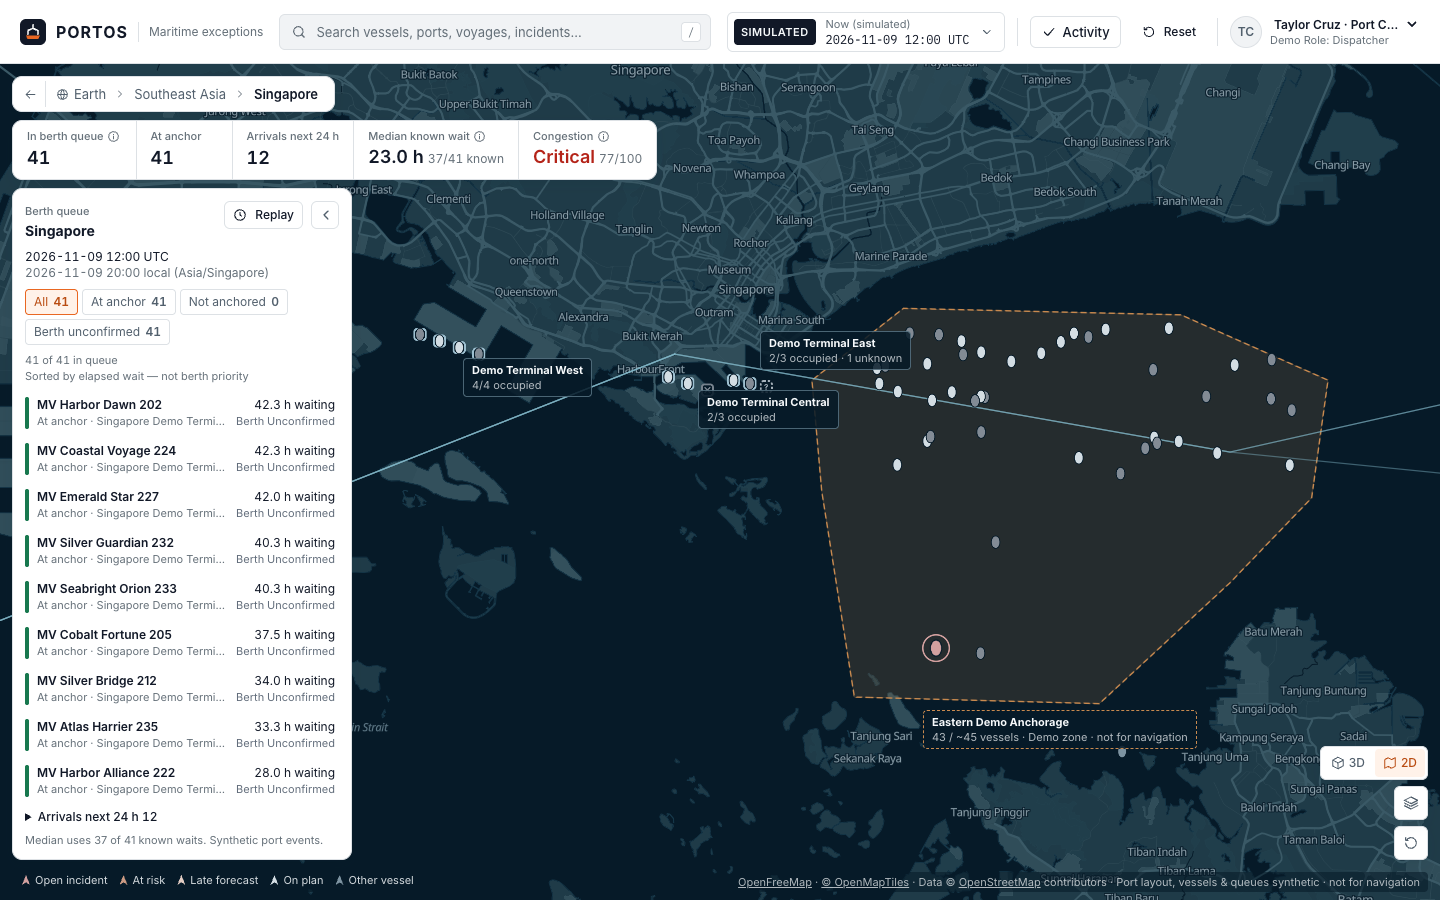 PORTOS
Maritime exceptions
Search vessels, ports, voyages, incidents...
/
SIMULATED
Now (simulated)
2026-11-09 12:00 UTC
Activity
Reset
TC
Taylor Cruz · Port C...
Demo Role: Dispatcher
Earth
Southeast Asia
Singapore
In berth queue
41
At anchor
41
Arrivals next 24 h
12
Median known wait
23.0 h 37/41 known
Congestion
Critical 77/100
Berth queue
Singapore
Replay
2026-11-09 12:00 UTC
2026-11-09 20:00 local (Asia/Singapore)
All 41
At anchor 41
Not anchored 0
Berth unconfirmed 41
41 of 41 in queue
Sorted by elapsed wait — not berth priority
MV Harbor Dawn 202
42.3 h waiting
At anchor · Singapore Demo Termi...
Berth Unconfirmed
MV Coastal Voyage 224
42.3 h waiting
At anchor · Singapore Demo Termi...
Berth Unconfirmed
MV Emerald Star 227
42.0 h waiting
At anchor · Singapore Demo Termi...
Berth Unconfirmed
MV Silver Guardian 232
40.3 h waiting
At anchor · Singapore Demo Termi...
Berth Unconfirmed
MV Seabright Orion 233
40.3 h waiting
At anchor · Singapore Demo Termi...
Berth Unconfirmed
MV Cobalt Fortune 205
37.5 h waiting
At anchor · Singapore Demo Termi...
Berth Unconfirmed
MV Silver Bridge 212
34.0 h waiting
At anchor · Singapore Demo Termi...
Berth Unconfirmed
MV Atlas Harrier 235
33.3 h waiting
At anchor · Singapore Demo Termi...
Berth Unconfirmed
MV Harbor Alliance 222
28.0 h waiting
At anchor · Singapore Demo Termi...
Berth Unconfirmed
Arrivals next 24 h 12
Median uses 37 of 41 known waits. Synthetic port events.
Open incident
At risk
Late forecast
On plan
Other vessel
Bukit Batok
Singapore
Bishan
Serangoon
Tampines
Changi
Upper Bukit Timah
Tai Seng
Toa Payoh
Changi Business Park
Changi Bay
Novena
Whampoa
Geylang
Bedok
Bedok South
Tanah Merah
Clementi
Holland Village
Tanglin
Newton
Kallang
Rochor
Marine Parade
one-north
Museum
Queenstown
Singapore
Alexandra
Outram
Marina South
Bukit Merah
HarbourFront
Demo Terminal East
2/3 occupied · 1 unknown
Demo Terminal West
4/4 occupied
Demo Terminal Central
2/3 occupied
Eastern Demo Anchorage
43 / ~45 vessels · Demo zone · not for navigation
Batu Merah
Tanjung Buntung
Sungai Jodoh
Tanjung Sari
Sekanak Raya
Kampung Seraya
Sadai
Tanjung Uma
Sungai Panas
Baloi Indah
Tanjung Pinggir
Taman Baloi
Tiban Indah
Tiban Lama
Tiban Baru
3D
2D
OpenFreeMap · © OpenMapTiles · Data © OpenStreetMap contributors · Port layout, vessels & queues synthetic · not for navigation